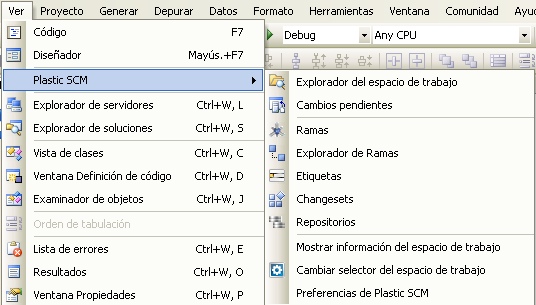 Ver Proyecto Generar Depurar Datos Formato Herramientas Ventana Comunidad
Código F7
Debug Any CPU
Diseñador Mayús.+F7
Plastic SCM
Explorador del espacio de trabajo
Explorador de servidores Ctrl+W, L
Cambios pendientes
Explorador de soluciones Ctrl+W, S
Ramas
Vista de clases Ctrl+W, C
Explorador de Ramas
Ventana Definición de código Ctrl+W, D
Etiquetas
Examinador de objetos Ctrl+W, J
Changesets
Orden de tabulación
Repositorios
Lista de errores Ctrl+W, E
Mostrar información del espacio de trabajo
Resultados Ctrl+W, O
Cambiar selector del espacio de trabajo
Ventana Propiedades Ctrl+W, P
Preferencias de Plastic SCM